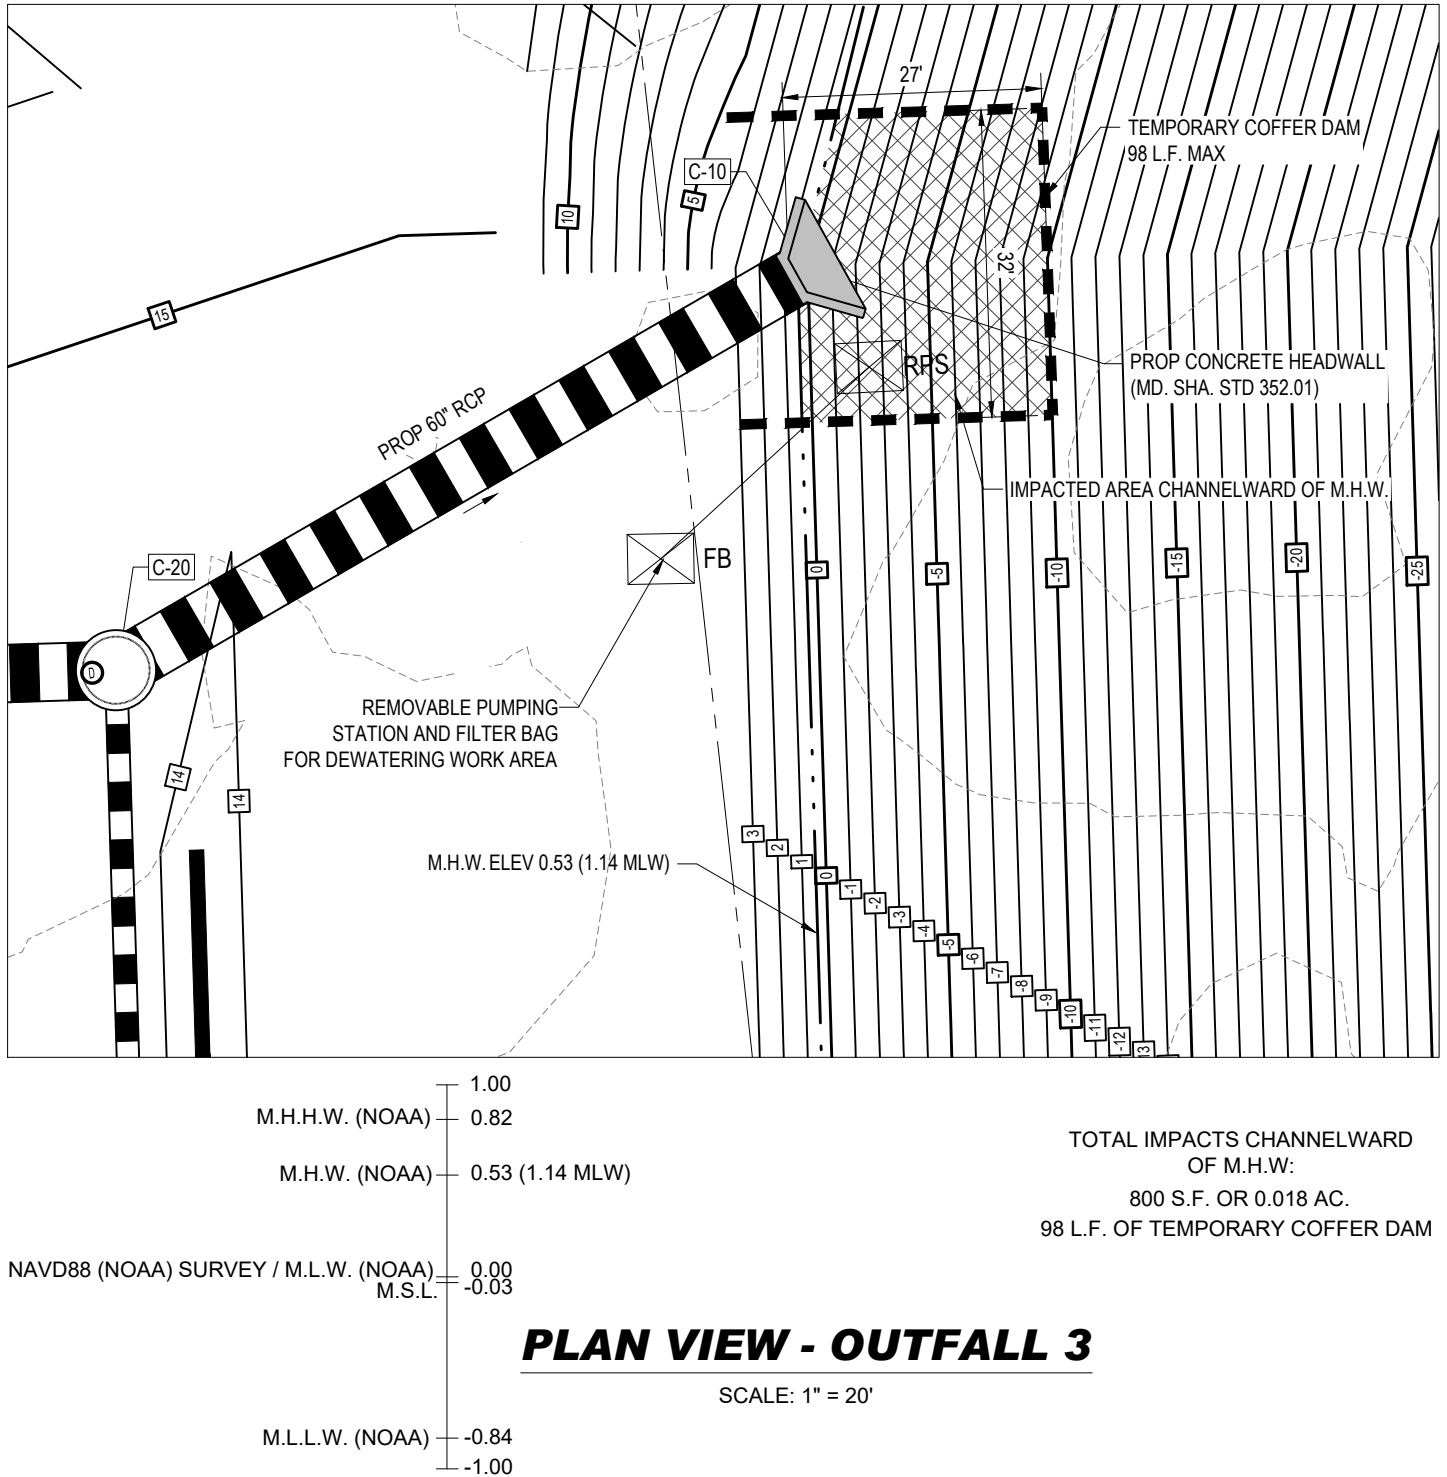 27'
TEMPORARY COFFER DAM
98 L.F. MAX
C-10
5
10
32'
15
PROP CONCRETE HEADWALL
(MD. SHA. STD 352.01)
RPS
PROP 60" RCP
IMPACTED AREA CHANNELWARD OF M.H.W.
FB
C-20
0
-5
-10
-15
-20
-25
D
REMOVABLE PUMPING
STATION AND FILTER BAG
FOR DEWATERING WORK AREA
14
14
M.H.W. ELEV 0.53 (1.14 MLW)
3
2
1
0
-1
-2
-3
-4
-5
-6
-7
-8
-9
-10
-11
-12
13
1.00
M.H.H.W. (NOAA) 0.82
M.H.W. (NOAA) 0.53 (1.14 MLW)
NAVD88 (NOAA) SURVEY / M.L.W. (NOAA) 0.00
M.S.L. -0.03
M.L.L.W. (NOAA) -0.84
-1.00
TOTAL IMPACTS CHANNELWARD
OF M.H.W:
800 S.F. OR 0.018 AC.
98 L.F. OF TEMPORARY COFFER DAM
PLAN VIEW - OUTFALL 3
SCALE: 1" = 20'